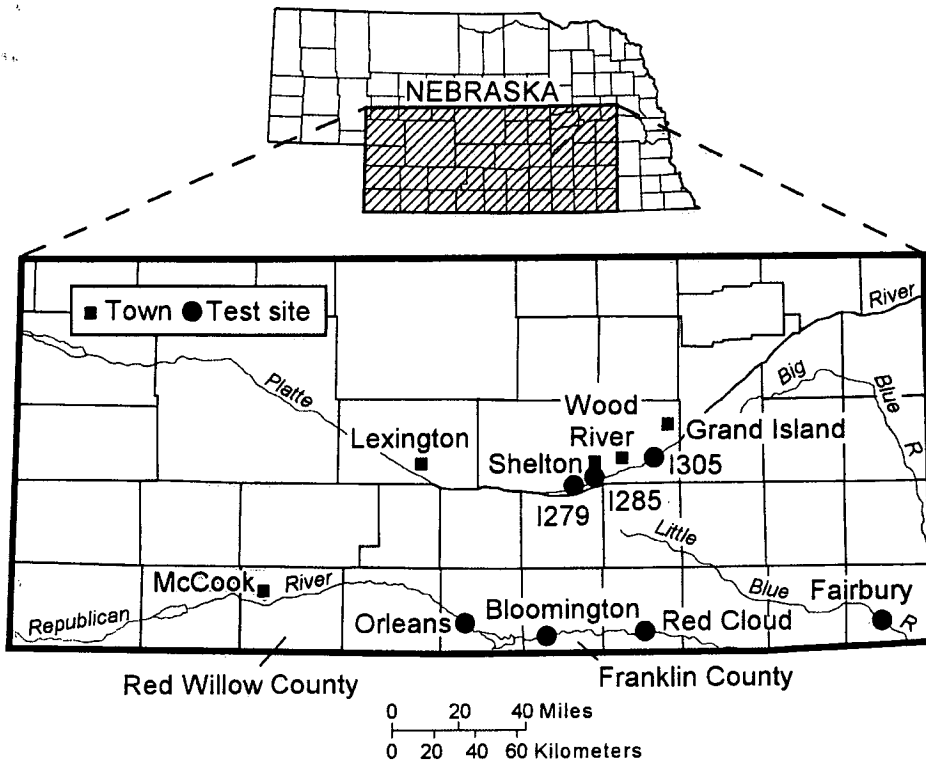 NEBRASKA
Town Test site
River
Platte
Big
Blue
R
Wood
River
Lexington
Grand Island
Shelton
I305
I285
I279
Little
Blue
R
McCook
River
Republican
Fairbury
Orleans
Bloomington
Red Cloud
Red Willow County
Franklin County
0 20 40 Miles
0 20 40 60 Kilometers